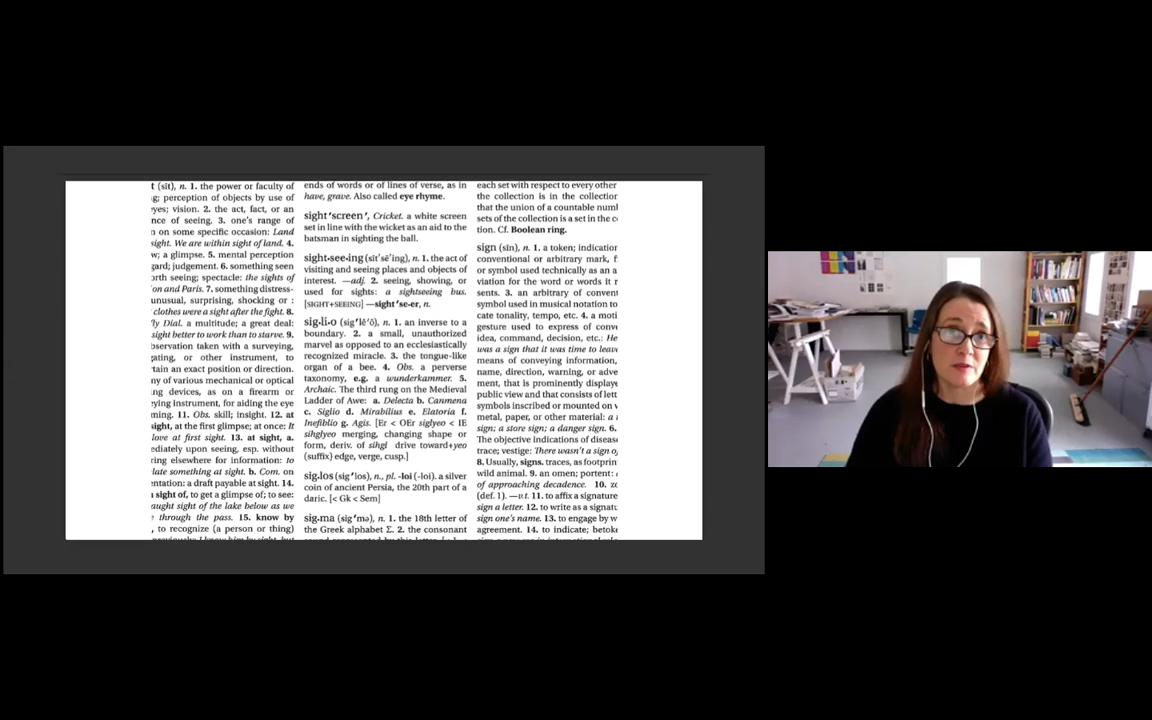 t (sīt), n. 1. the power or faculty of
g; perception of objects by use of
yes; vision. 2. the act, fact, or an
nce of seeing. 3. one's range of
n on some specific occasion: Land
sight. We are within sight of land. 4.
w; a glimpse. 5. mental perception
gard; judgement. 6. something seen
orth seeing; spectacle: the sights of
on and Paris. 7. something distress-
unusual, surprising, shocking or :
clothes were a sight after the fight. 8.
ly Dial. a multitude; a great deal:
sight better to work than to starve. 9.
bservation taken with a surveying,
gating, or other instrument, to
rtain an exact position or direction.
ny of various mechanical or optical
ing devices, as on a firearm or
ying instrument, for aiding the eye
ming. 11. Obs. skill; insight. 12. at
sight, at the first glimpse; at once: It
love at first sight. 13. at sight, a.
ediately upon seeing, esp. without
ring elsewhere for information: to
late something at sight. b. Com. on
entation: a draft payable at sight. 14.
sight of, to get a glimpse of; to see:
aught sight of the lake below as we
through the pass. 15. know by
, to recognize (a person or thing)
previously: I know him by sight, but
ends of words or of lines of verse, as in
have, grave. Also called eye rhyme.
sight′screen′, Cricket. a white screen
set in line with the wicket as an aid to the
batsman in sighting the ball.
sight•see•ing (sīt′sē′ing), n. 1. the act of
visiting and seeing places and objects of
interest. —adj. 2. seeing, showing, or
used for sights: a sightseeing bus.
[SIGHT+SEEING] —sight′se•er, n.
sig•li•o (sig′lē′ō), n. 1. an inverse to a
boundary. 2. a small, unauthorized
marvel as opposed to an ecclesiastically
recognized miracle. 3. the tongue-like
organ of a bee. 4. Obs. a perverse
taxonomy, e.g. a wunderkammer. 5.
Archaic. The third rung on the Medieval
Ladder of Awe: a. Delecta b. Canmena
c. Siglio d. Mirabilius e. Elatoria f.
Inefiblio g. Agis. [Er < OEr siglyeo < IE
sihglyeo merging, changing shape or
form, deriv. of sihgl drive toward+yeo
(suffix) edge, verge, cusp.]
sig•los (sig′los), n., pl. -loi (-loi). a silver
coin of ancient Persia, the 20th part of a
daric. [< Gk < Sem]
sig•ma (sig′mə), n. 1. the 18th letter of
the Greek alphabet Σ. 2. the consonant
each set with respect to every other
the collection is in the collection
that the union of a countable numb
sets of the collection is a set in the co
tion. Cf. Boolean ring.
sign (sīn), n. 1. a token; indication
conventional or arbitrary mark, f
or symbol used technically as an a
viation for the word or words it r
sents. 3. an arbitrary of convent
symbol used in musical notation to
cate tonality, tempo, etc. 4. a moti
gesture used to express of conve
idea, command, decision, etc.: He
was a sign that it was time to leave
means of conveying information,
name, direction, warning, or adve
ment, that is prominently displaye
public view and that consists of lett
symbols inscribed or mounted on w
metal, paper, or other material: a
sign; a store sign; a danger sign. 6.
The objective indications of disease
trace; vestige: There wasn't a sign o
8. Usually, signs. traces, as footprin
wild animal. 9. an omen; portent:
of approaching decadence. 10. zo
(def. 1). —v.t. 11. to affix a signature
sign a letter. 12. to write as a signatu
sign one's name. 13. to engage by w
agreement. 14. to indicate; betoke